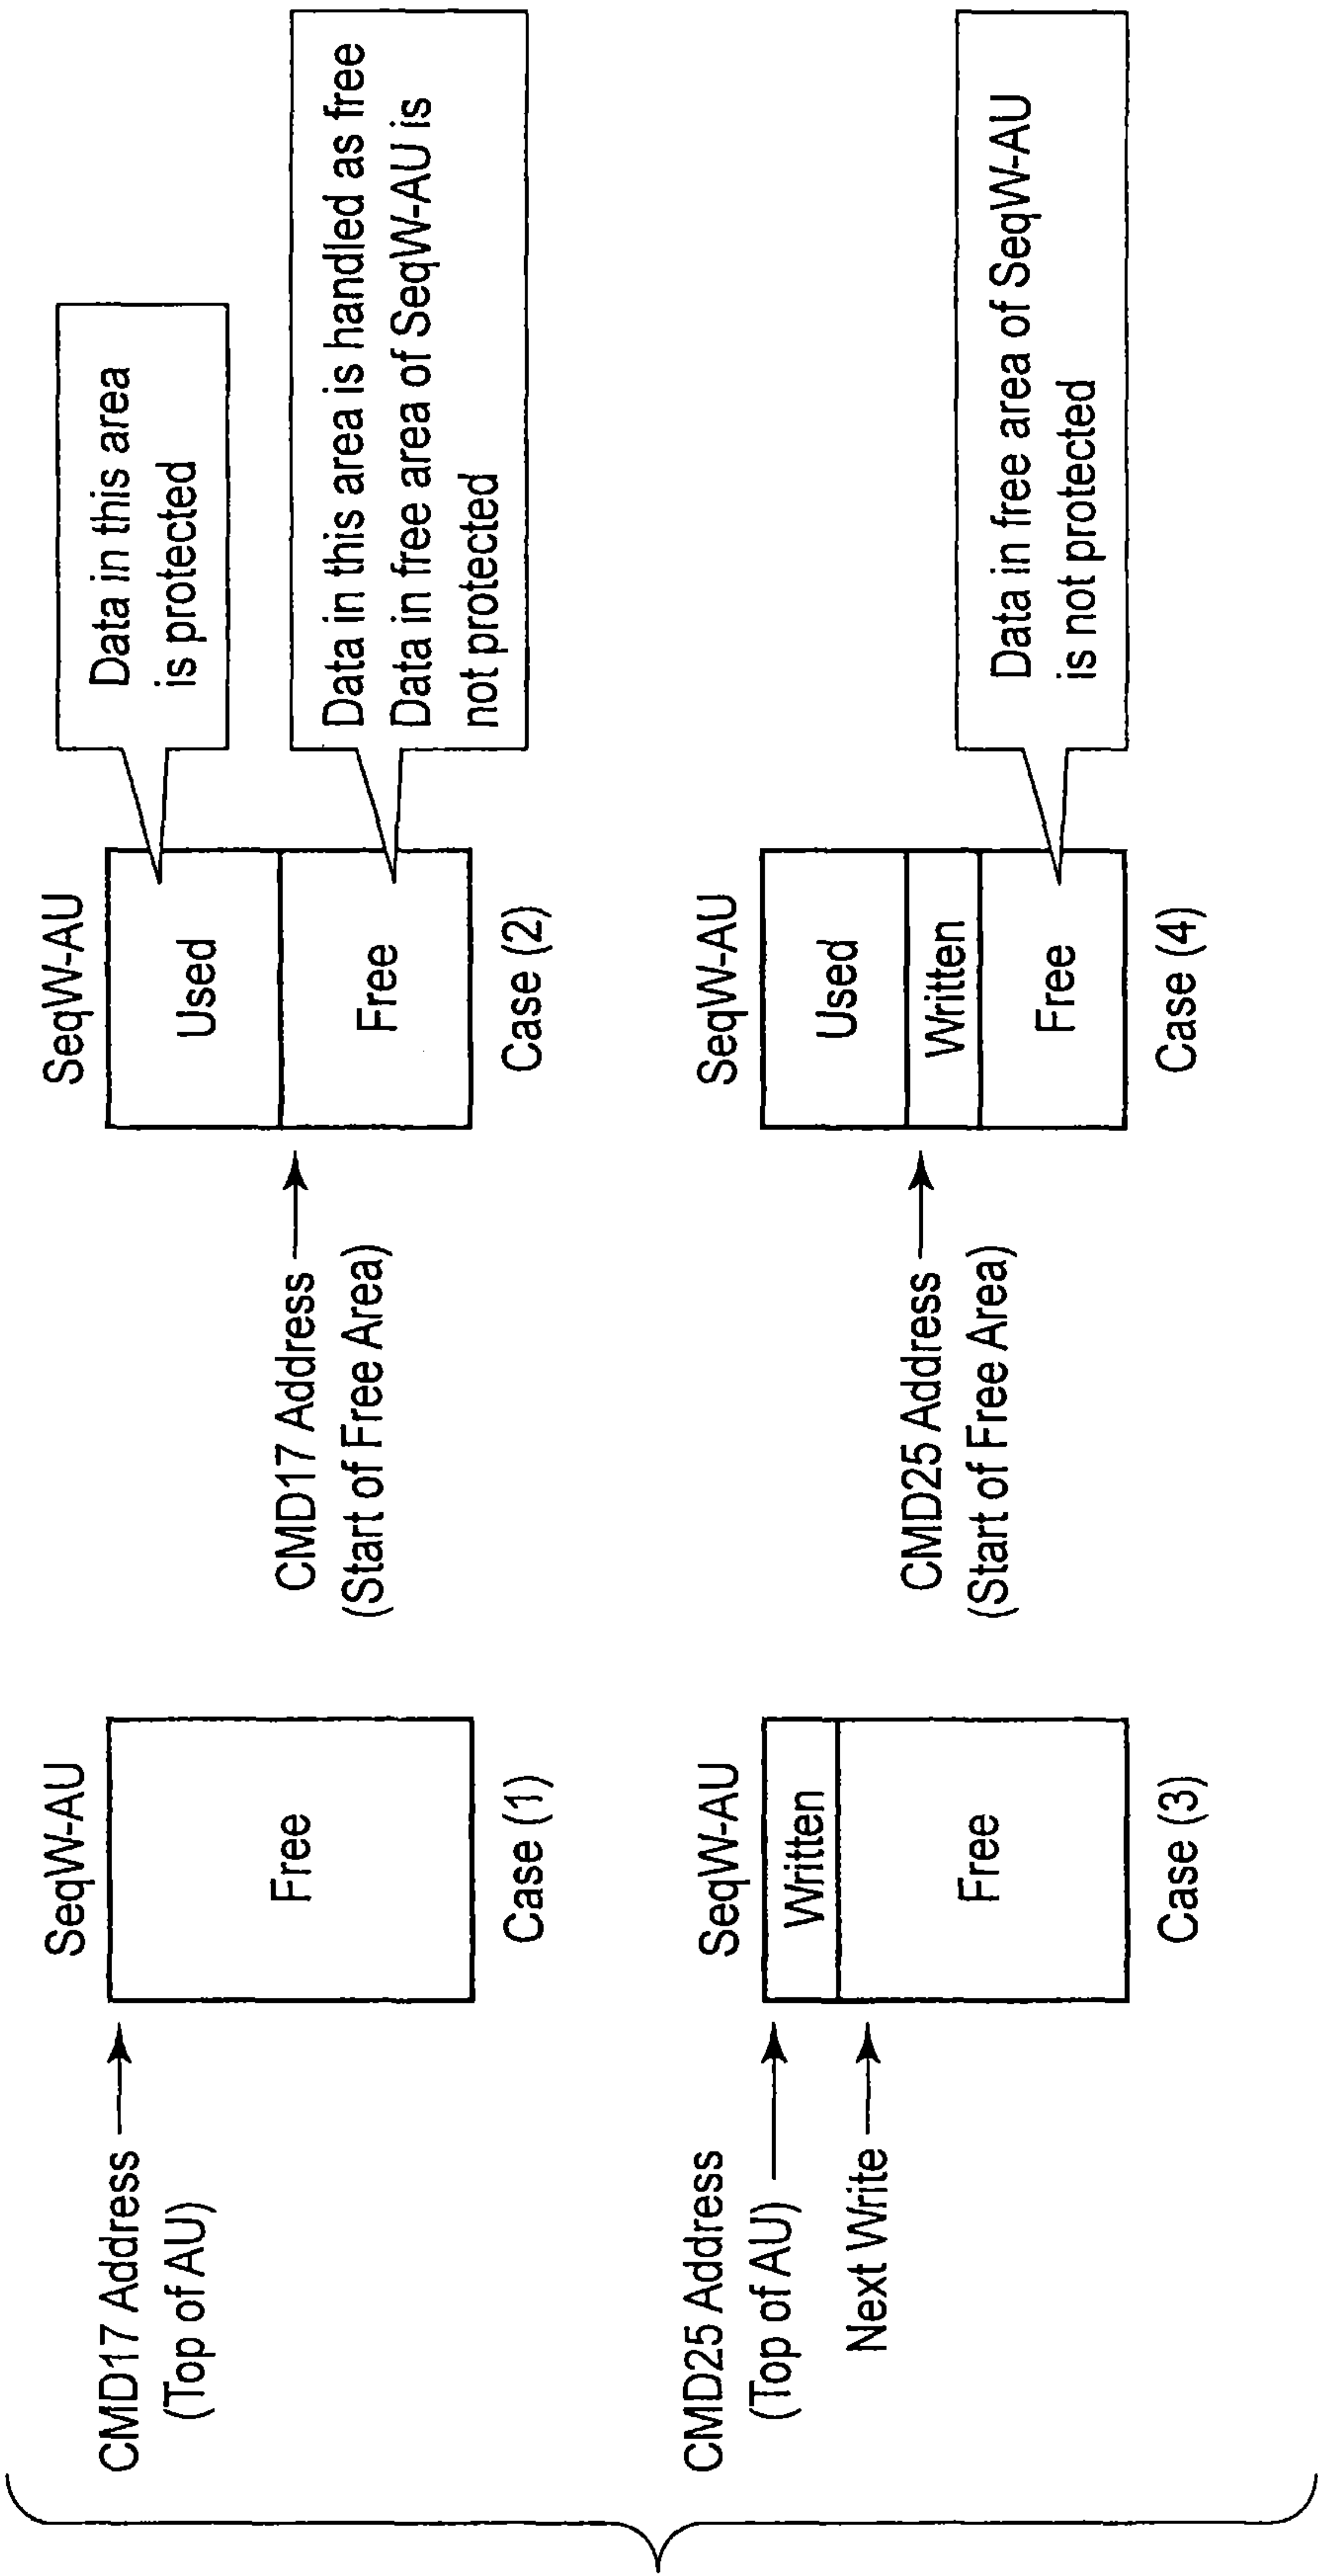 SeqW-AU
CMD17 Address
(Top of AU)
Free
Case (1)
SeqW-AU
Used
Data in this area
is protected
CMD17 Address
(Start of Free Area)
Free
Data in this area is handled as free
Data in free area of SeqW-AU is
not protected
Case (2)
SeqW-AU
CMD25 Address
(Top of AU)
Written
Next Write
Free
Case (3)
SeqW-AU
Used
CMD25 Address
(Start of Free Area)
Written
Free
Data in free area of SeqW-AU
is not protected
Case (4)